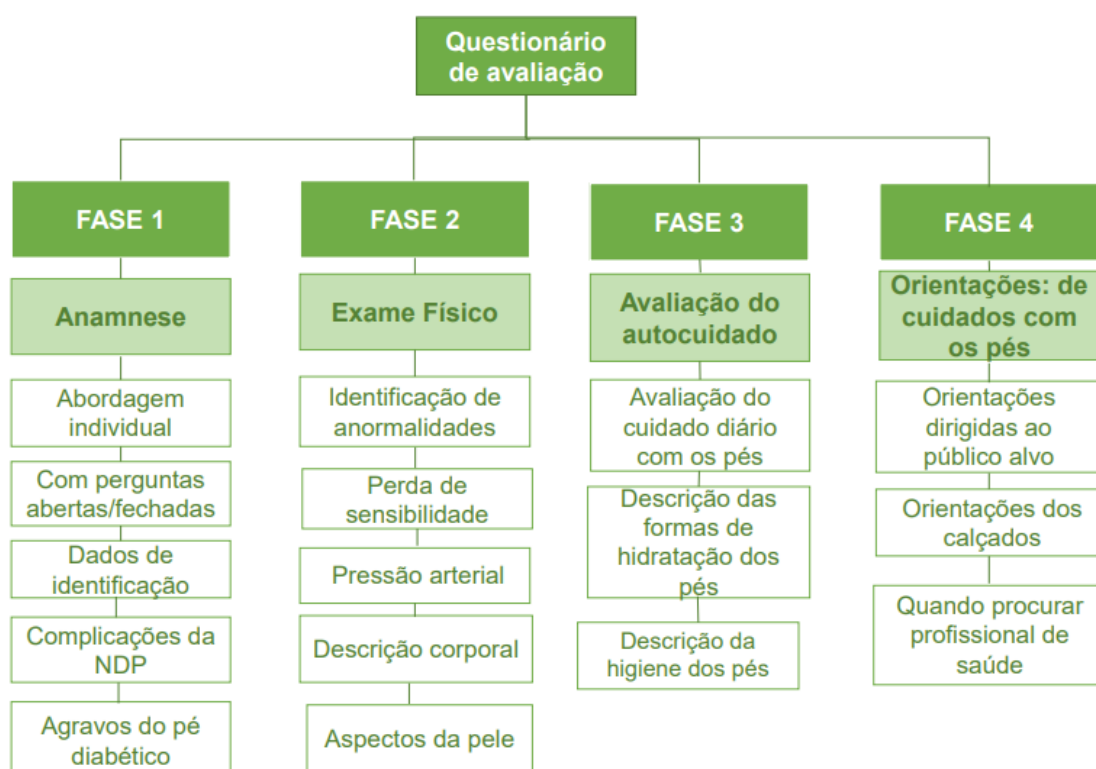 Questionário
de avaliação
FASE 1
Anamnese
Abordagem
individual
Com perguntas
abertas/fechadas
Dados de
identificação
Complicações da
NDP
Agravos do pé
diabético
FASE 2
Exame Físico
Identificação de
anormalidades
Perda de
sensibilidade
Pressão arterial
Descrição corporal
Aspectos da pele
FASE 3
Avaliação do
autocuidado
Avaliação do
cuidado diário
com os pés
Descrição das
formas de
hidratação dos
pés
Descrição da
higiene dos pés
FASE 4
Orientações: de
cuidados com
os pés
Orientações
dirigidas ao
público alvo
Orientações dos
calçados
Quando procurar
profissional de
saúde